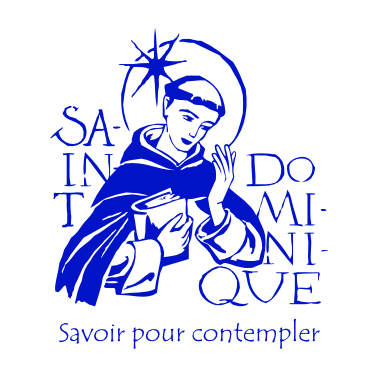 SA-
IN
T
DO
MI-
NI-
QUE
Savoir pour contempler